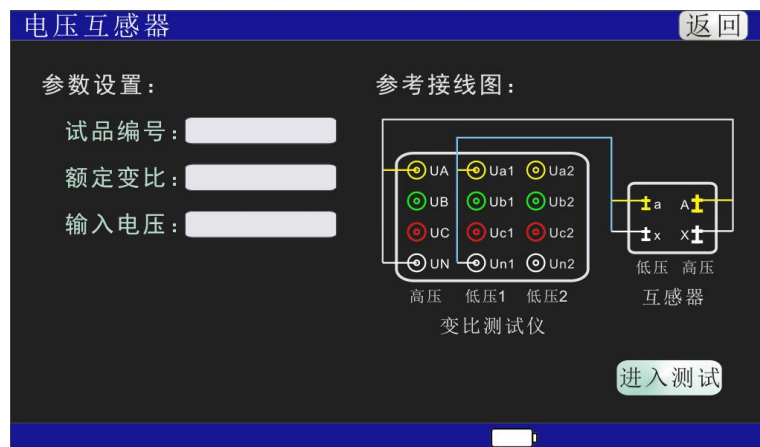 电压互感器 返回
参数设置：
试品编号：
额定变比：
输入电压：
参考接线图：
UA Ua1 Ua2
UB Ub1 Ub2
UC Uc1 Uc2
UN Un1 Un2
高压 低压1 低压2
变比测试仪
a A
x X
低压 高压
互感器
进入测试